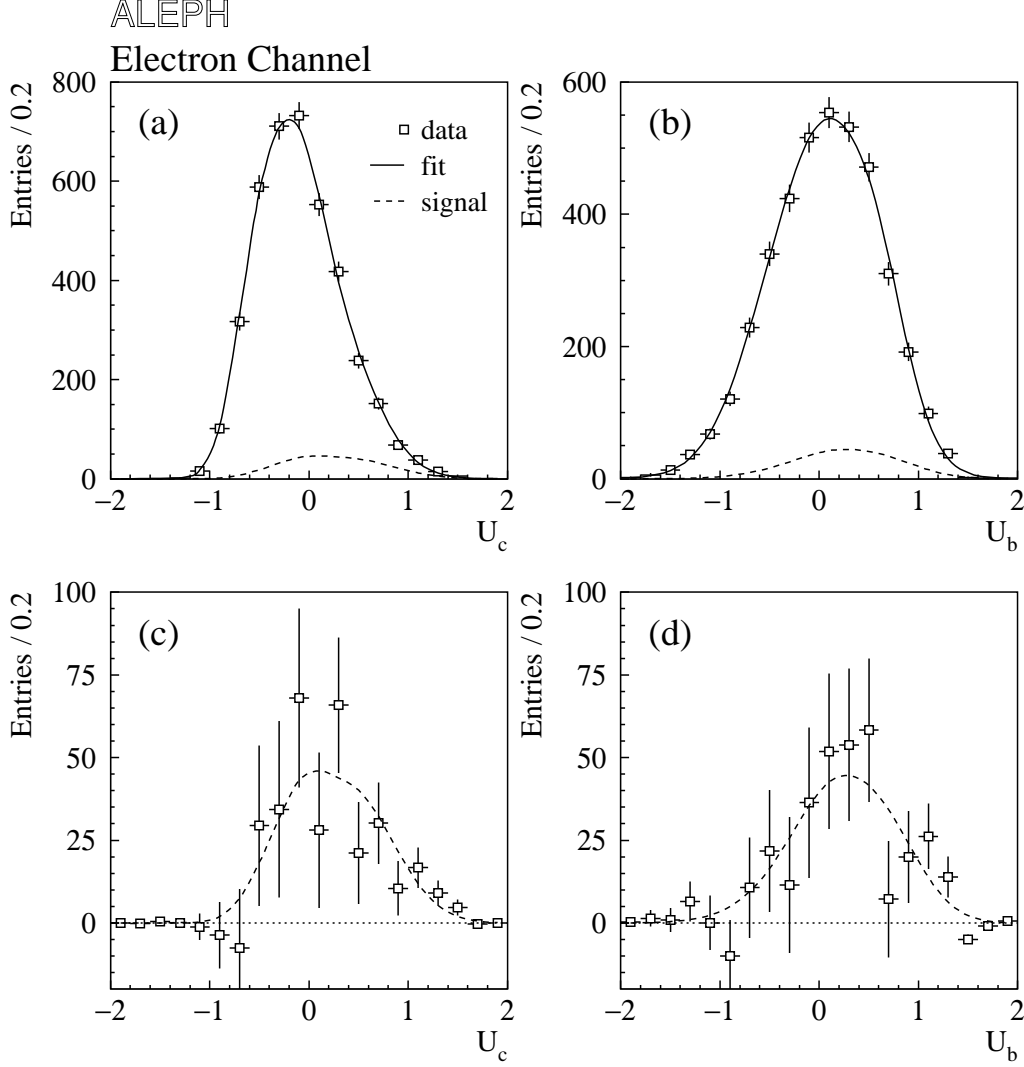 ALEPH
Electron Channel
Entries / 0.2
800
600
400
200
0
(a)
data
fit
signal
−2 −1 0 1 2
U_c
Entries / 0.2
600
400
200
0
(b)
−2 −1 0 1 2
U_b
Entries / 0.2
100
75
50
25
0
(c)
−2 −1 0 1 2
U_c
Entries / 0.2
100
75
50
25
0
(d)
−2 −1 0 1 2
U_b